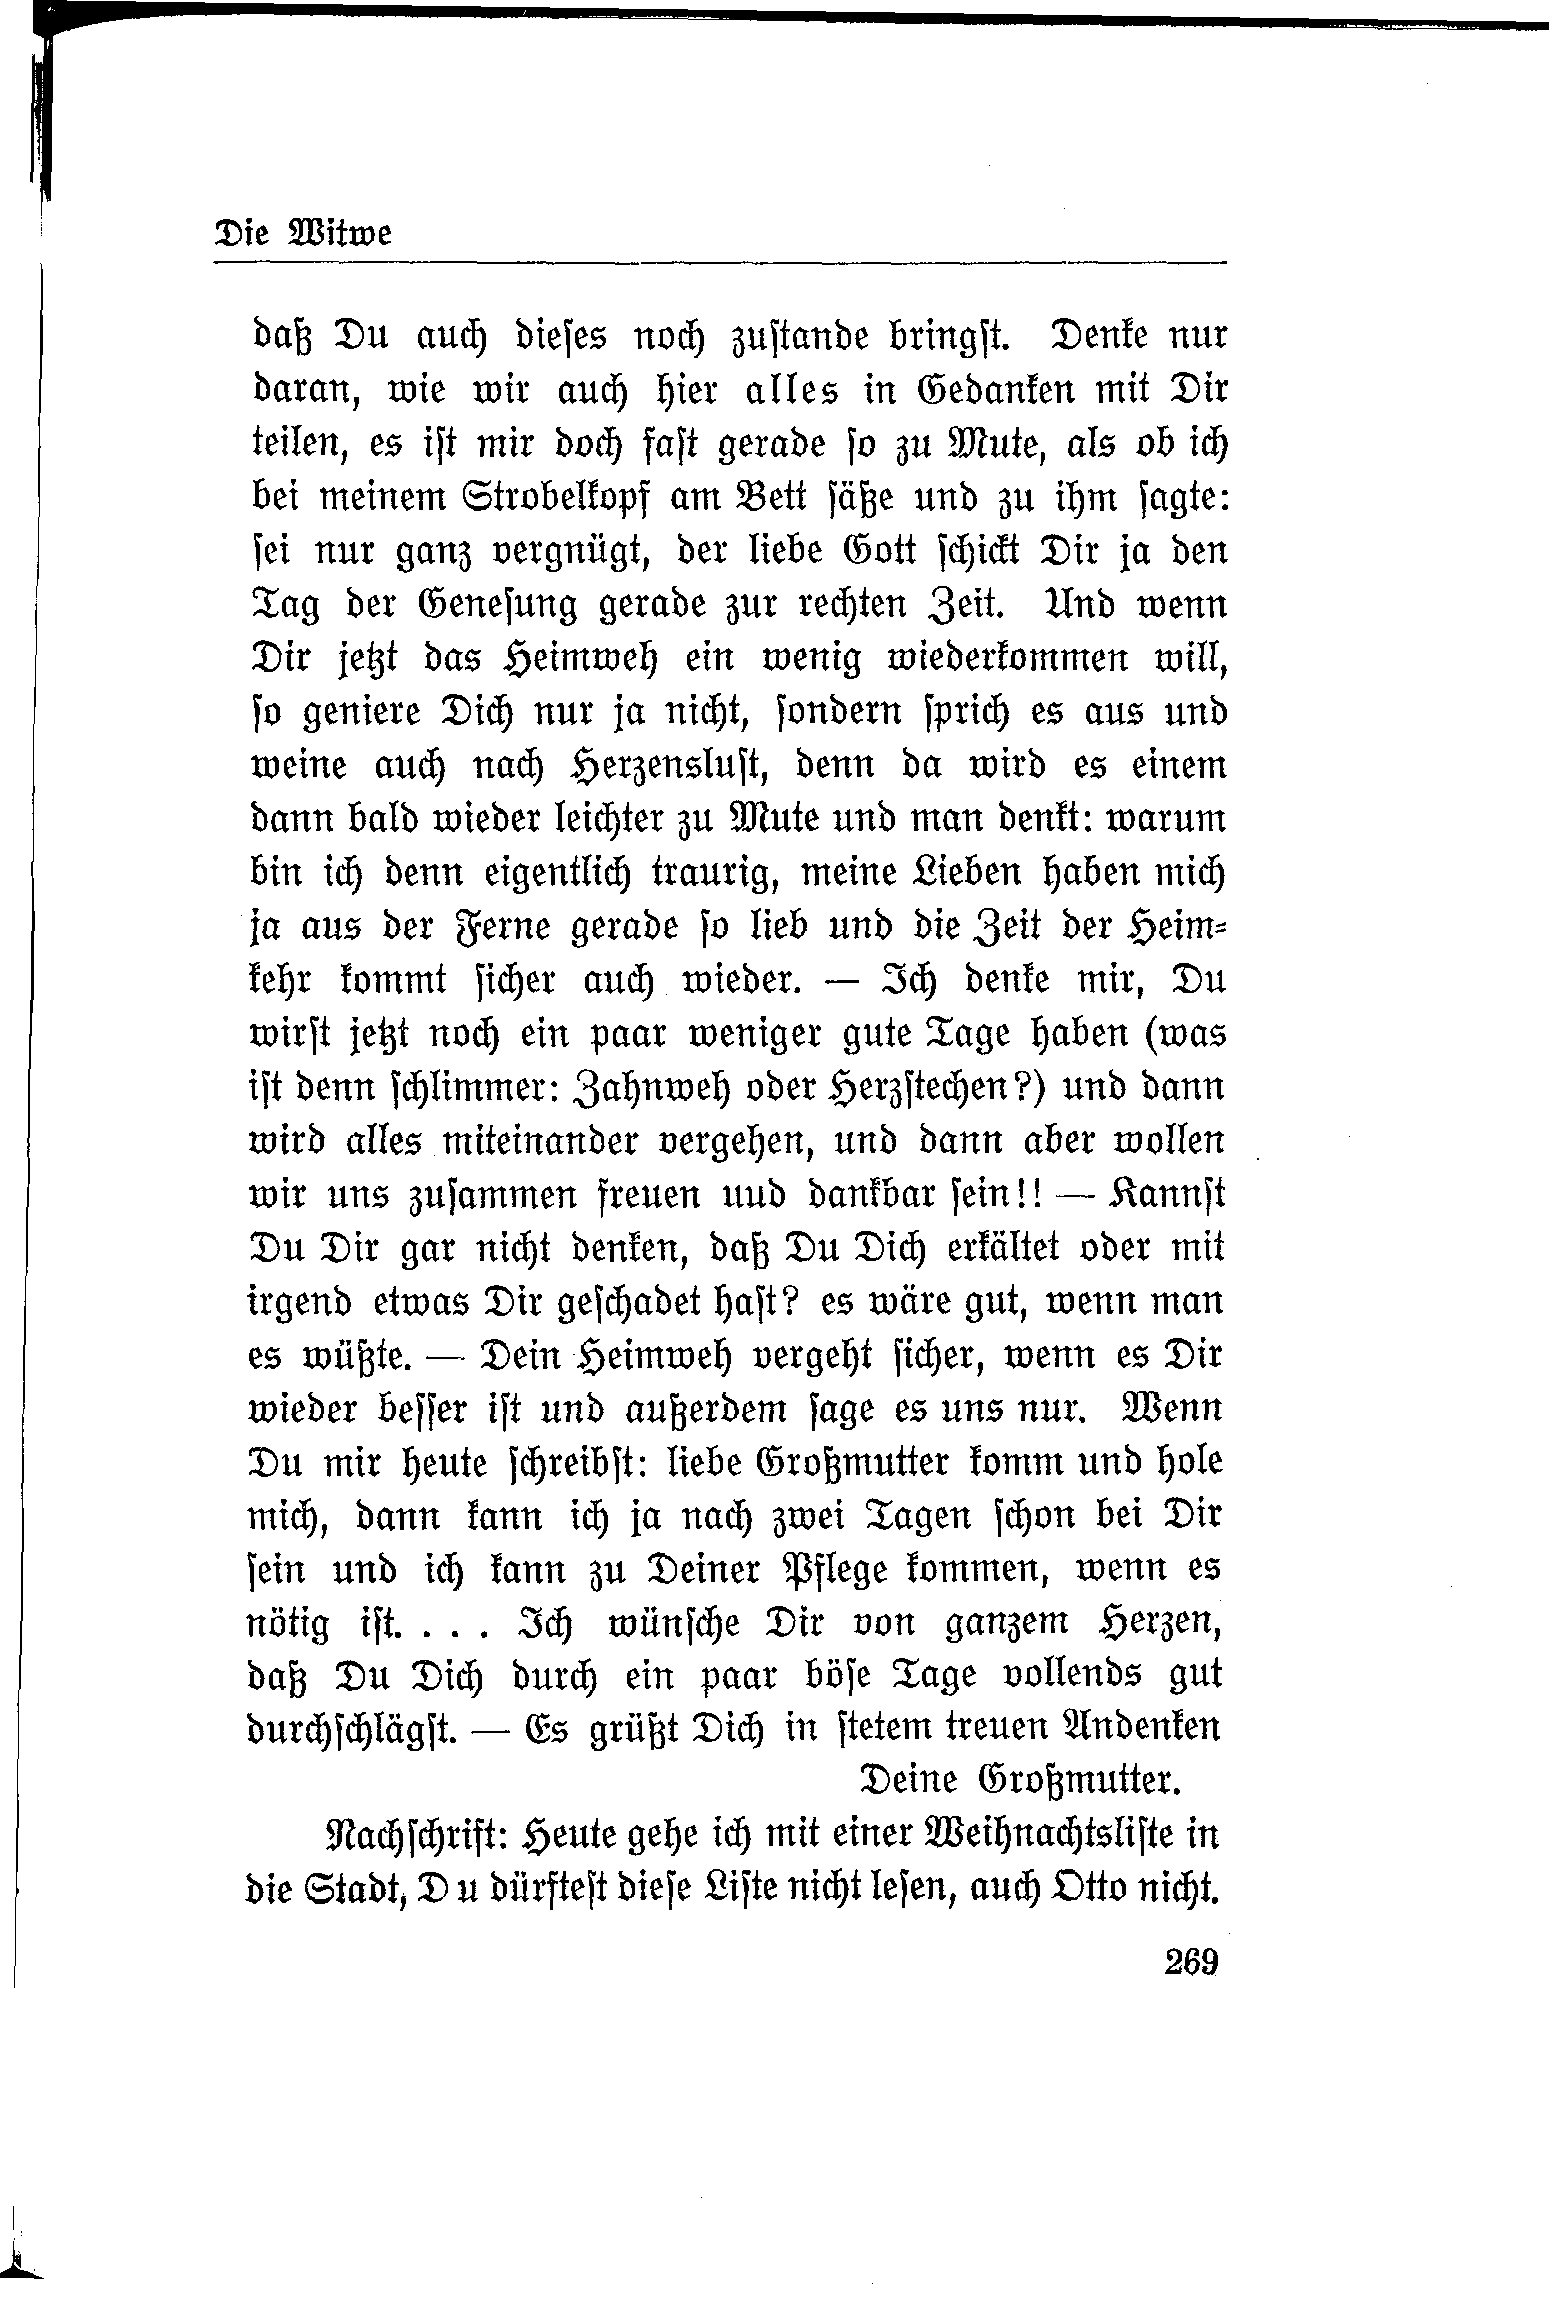 Die Witwe
daß Du auch dieses noch zustande bringst. Denke nur
daran, wie wir auch hier alles in Gedanken mit Dir
teilen, es ist mir doch fast gerade so zu Mute, als ob ich
bei meinem Strobelkopf am Bett säße und zu ihm sagte:
sei nur ganz vergnügt, der liebe Gott schickt Dir ja den
Tag der Genesung gerade zur rechten Zeit. Und wenn
Dir jetzt das Heimweh ein wenig wiederkommen will,
so geniere Dich nur ja nicht, sondern sprich es aus und
weine auch nach Herzenslust, denn da wird es einem
dann bald wieder leichter zu Mute und man denkt: warum
bin ich denn eigentlich traurig, meine Lieben haben mich
ja aus der Ferne gerade so lieb und die Zeit der Heim-
kehr kommt sicher auch wieder. — Ich denke mir, Du
wirst jetzt noch ein paar weniger gute Tage haben (was
ist denn schlimmer: Zahnweh oder Herzstechen?) und dann
wird alles miteinander vergehen, und dann aber wollen
wir uns zusammen freuen uud dankbar sein!! — Kannst
Du Dir gar nicht denken, daß Du Dich erkältet oder mit
irgend etwas Dir geschadet hast? es wäre gut, wenn man
es wüßte. — Dein Heimweh vergeht sicher, wenn es Dir
wieder besser ist und außerdem sage es uns nur. Wenn
Du mir heute schreibst: liebe Großmutter komm und hole
mich, dann kann ich ja nach zwei Tagen schon bei Dir
sein und ich kann zu Deiner Pflege kommen, wenn es
nötig ist. . . . Ich wünsche Dir von ganzem Herzen,
daß Du Dich durch ein paar böse Tage vollends gut
durchschlägst. — Es grüßt Dich in stetem treuen Andenken
Deine Großmutter.
Nachschrift: Heute gehe ich mit einer Weihnachtsliste in
die Stadt, Du dürftest diese Liste nicht lesen, auch Otto nicht.
269